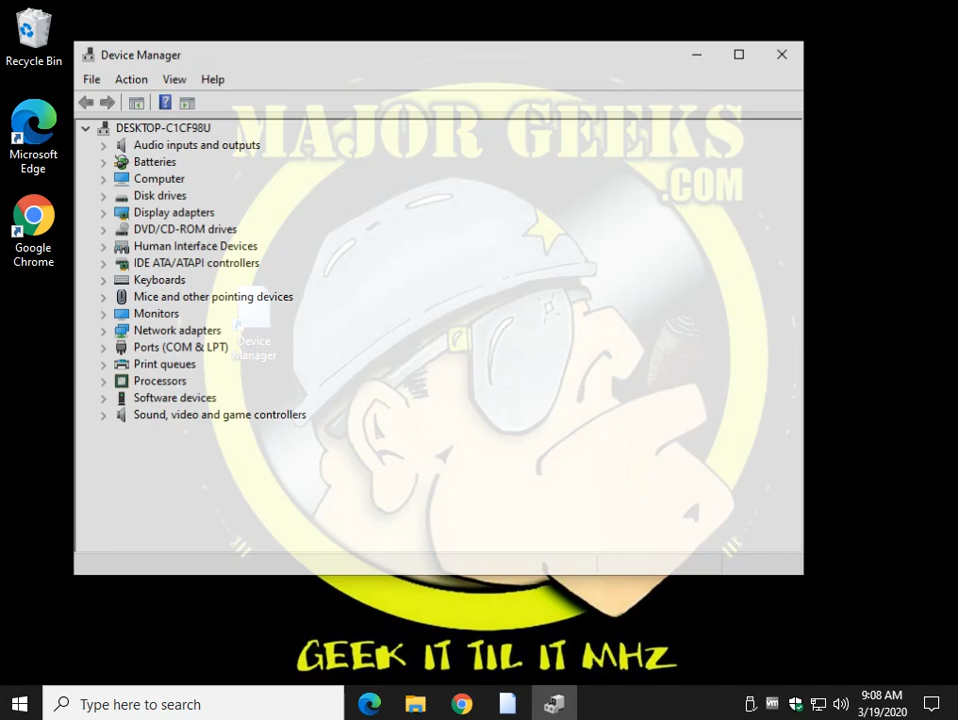 Recycle Bin
Microsoft
Edge
Google
Chrome
Device Manager
File Action View Help
DESKTOP-C1CF98U
Audio inputs and outputs
Batteries
Computer
Disk drives
Display adapters
DVD/CD-ROM drives
Human Interface Devices
IDE ATA/ATAPI controllers
Keyboards
Mice and other pointing devices
Monitors
Network adapters
Ports (COM & LPT)
Print queues
Processors
Software devices
Sound, video and game controllers
Device
Manager
MAJOR GEEKS
.COM
GEEK IT TIL IT MHZ
Type here to search
vm
9:08 AM
3/19/2020